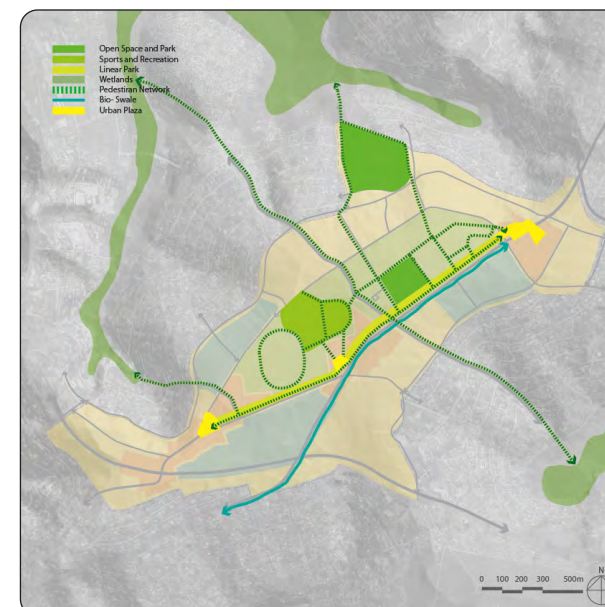 Open Space and Park
Sports and Recreation
Linear Park
Wetlands
Pedestiran Network
Bio- Swale
Urban Plaza
N
0 100 200 300 500m